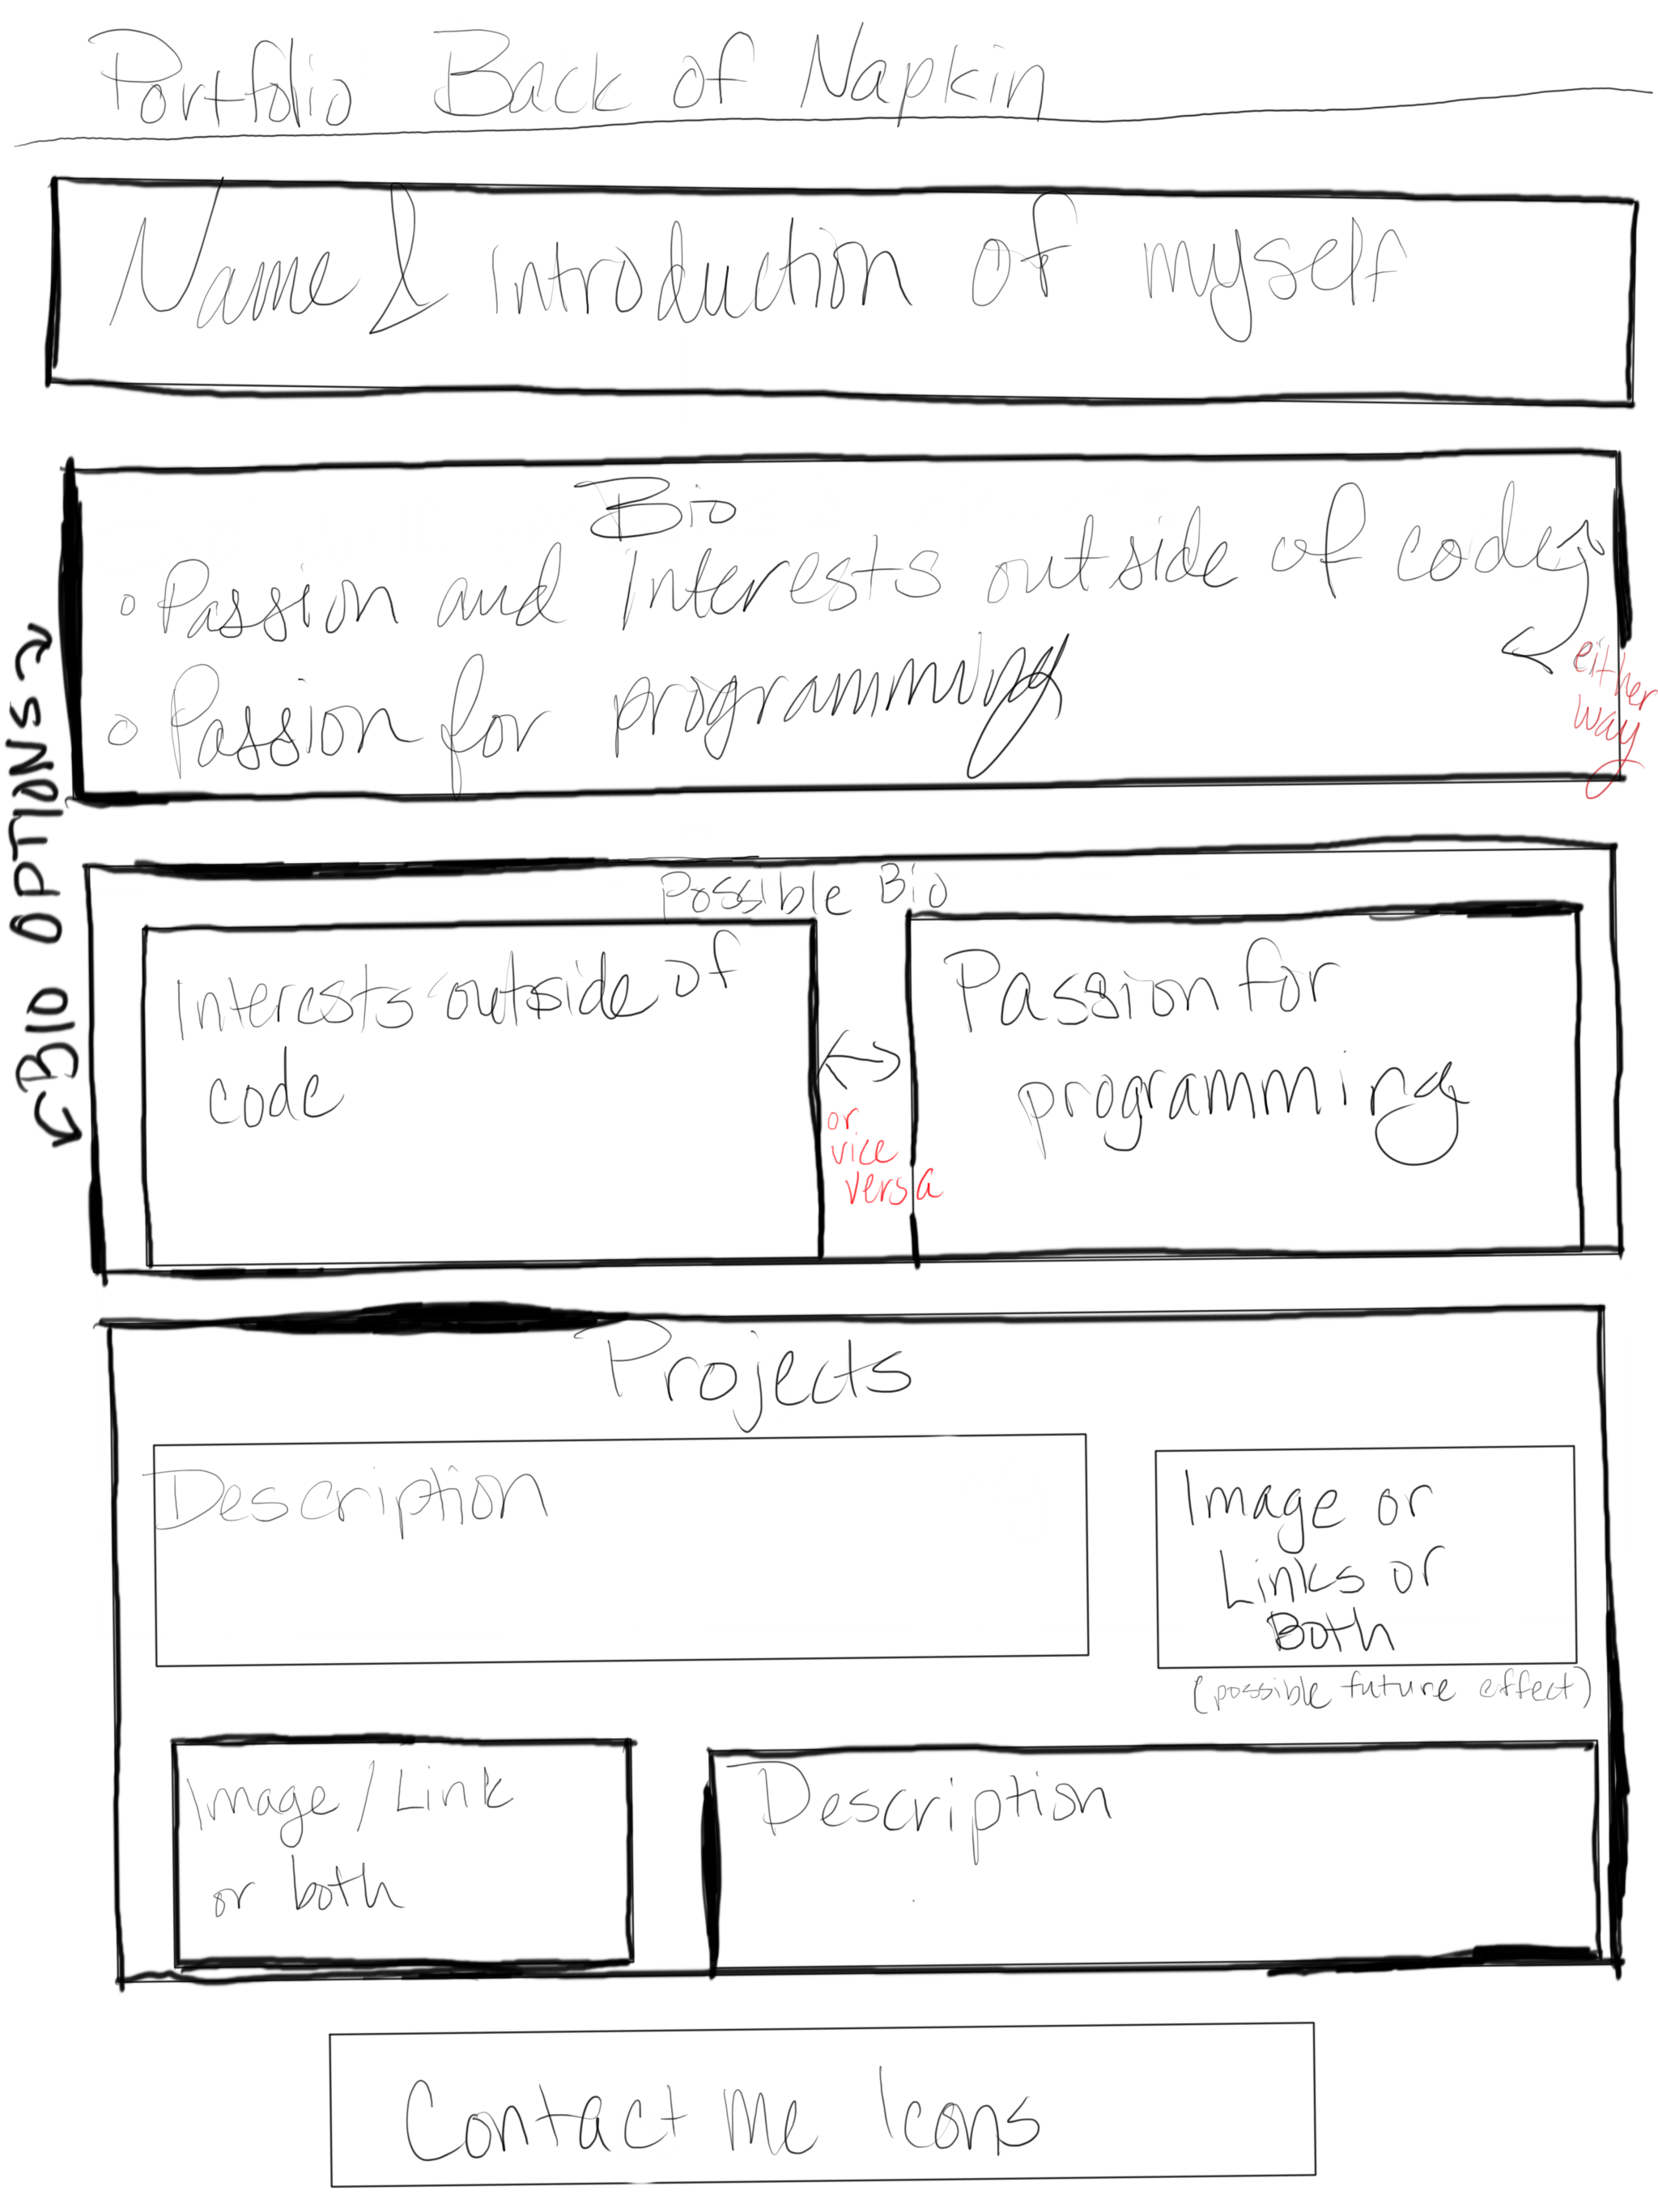 Portfolio Back of Napkin
Name & introduction of myself
BIO OPTIONS
Bio
Passion and Interests outside of code
Passion for programming
either
way
Possible Bio
Interests outside of
code
or
vice
versa
Passion for
programming
Projects
Description
Image or
Links or
Both
(possible future effect)
Image / Link
or both
Description
Contact Me Icons